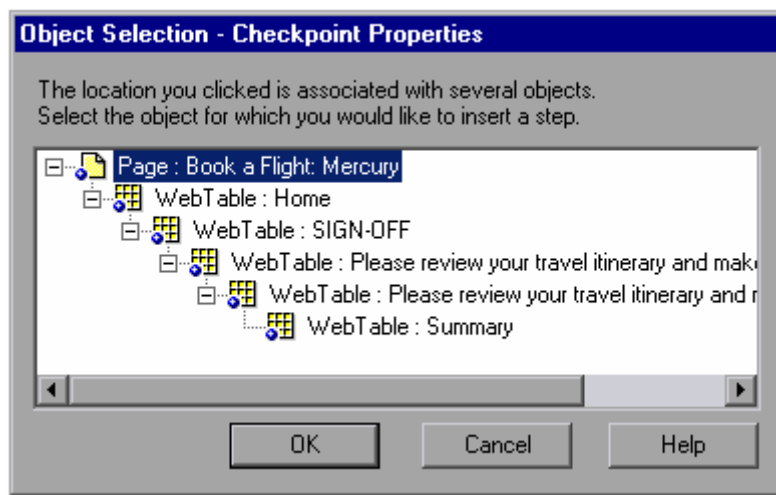 Object Selection - Checkpoint Properties
The location you clicked is associated with several objects.
Select the object for which you would like to insert a step.
Page : Book a Flight: Mercury
WebTable : Home
WebTable : SIGN-OFF
WebTable : Please review your travel itinerary and mak
WebTable : Please review your travel itinerary and
WebTable : Summary
OK Cancel Help